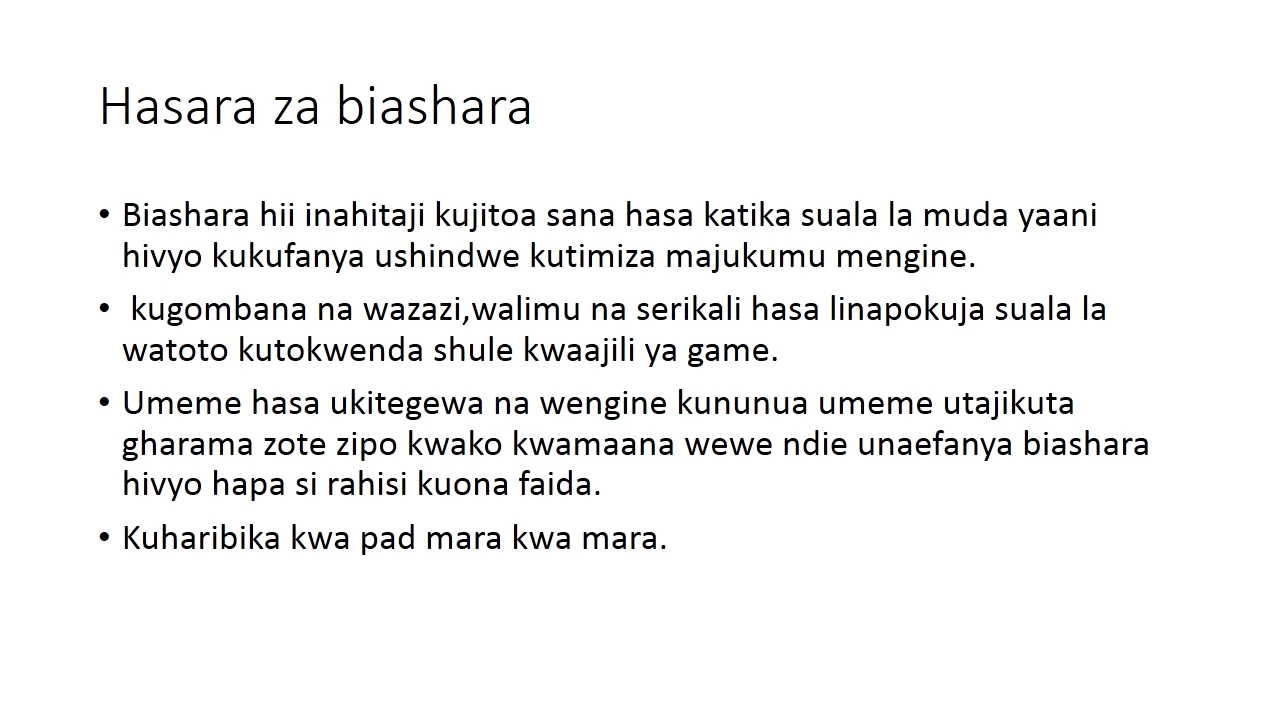 Hasara za biashara
• Biashara hii inahitaji kujitoa sana hasa katika suala la muda yaani
hivyo kukufanya ushindwe kutimiza majukumu mengine.
• kugombana na wazazi,walimu na serikali hasa linapokuja suala la
watoto kutokwenda shule kwaajili ya game.
• Umeme hasa ukitegewa na wengine kununua umeme utajikuta
gharama zote zipo kwako kwamaana wewe ndie unaefanya biashara
hivyo hapa si rahisi kuona faida.
• Kuharibika kwa pad mara kwa mara.